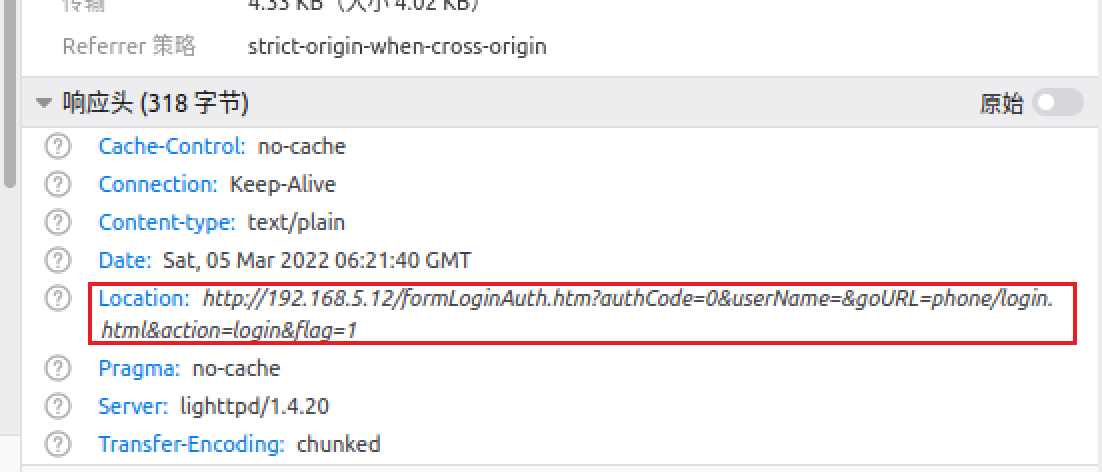 传输 4.33 KB（大小 4.02 KB）
Referrer 策略 strict-origin-when-cross-origin
响应头 (318 字节) 原始
Cache-Control: no-cache
Connection: Keep-Alive
Content-type: text/plain
Date: Sat, 05 Mar 2022 06:21:40 GMT
Location: http://192.168.5.12/formLoginAuth.htm?authCode=0&userName=&goURL=phone/login.
html&action=login&flag=1
Pragma: no-cache
Server: lighttpd/1.4.20
Transfer-Encoding: chunked